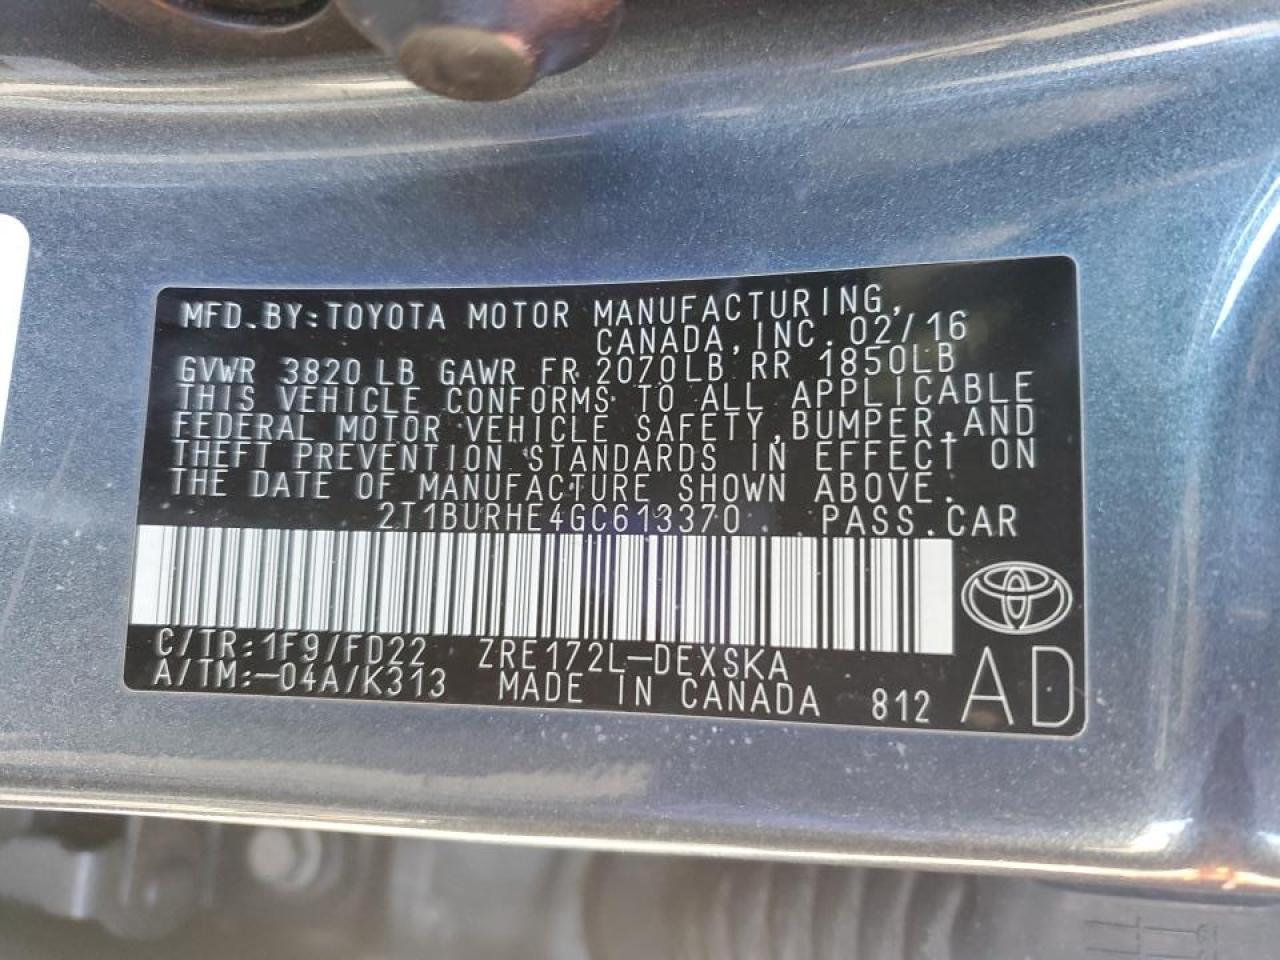 MFD.BY:TOYOTA MOTOR MANUFACTURING,
CANADA, INC. 02/16
GVWR 3820 LB GAWR FR 2070LB RR 1850LB
THIS VEHICLE CONFORMS TO ALL APPLICABLE
FEDERAL MOTOR VEHICLE SAFETY, BUMPER, AND
THEFT PREVENTION STANDARDS IN EFFECT ON
THE DATE OF MANUFACTURE SHOWN ABOVE.
2T1BURHE4GC613370 PASS.CAR
C/TR:1F9/FD22 ZRE172L-DEXSKA
A/TM:-04A/K313 MADE IN CANADA 812 AD